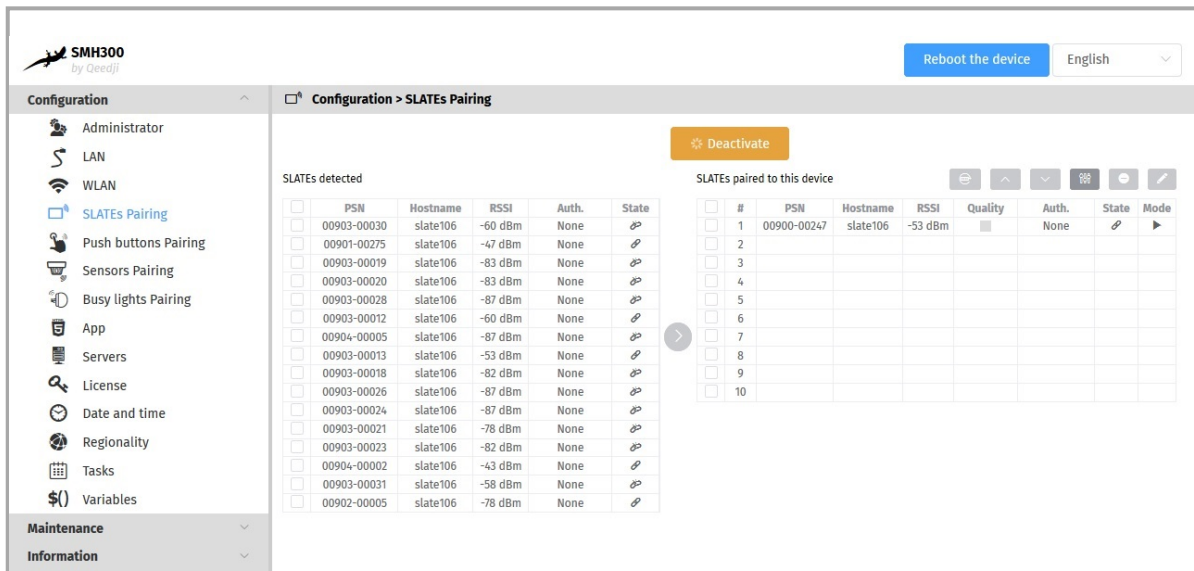 SMH300
by Qeedji
Reboot the device
English
Configuration
Configuration > SLATEs Pairing
Administrator
LAN
WLAN
SLATEs Pairing
Push buttons Pairing
Sensors Pairing
Busy lights Pairing
App
Servers
License
Date and time
Regionality
Tasks
$() Variables
Maintenance
Information
Deactivate
SLATEs detected
PSN Hostname RSSI Auth. State
00903-00030 slate106 -60 dBm None
00901-00275 slate106 -47 dBm None
00903-00019 slate106 -83 dBm None
00903-00020 slate106 -83 dBm None
00903-00028 slate106 -87 dBm None
00903-00012 slate106 -60 dBm None
00904-00005 slate106 -87 dBm None
00903-00013 slate106 -53 dBm None
00903-00018 slate106 -82 dBm None
00903-00026 slate106 -87 dBm None
00903-00024 slate106 -87 dBm None
00903-00021 slate106 -78 dBm None
00903-00023 slate106 -82 dBm None
00904-00002 slate106 -43 dBm None
00903-00031 slate106 -58 dBm None
00902-00005 slate106 -78 dBm None
SLATEs paired to this device
# PSN Hostname RSSI Quality Auth. State Mode
1 00900-00247 slate106 -53 dBm None
2
3
4
5
6
7
8
9
10